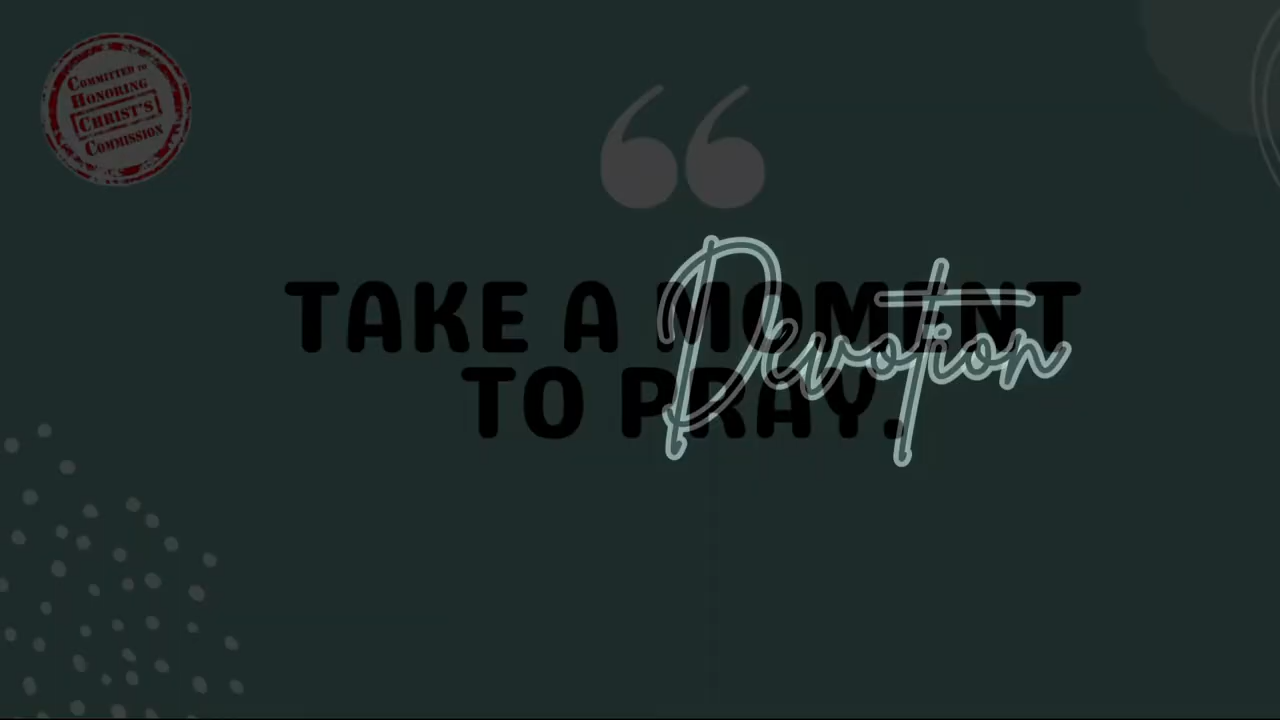 COMMITTED TO
HONORING
CHRIST'S
COMMISSION
TAKE A MOMENT
TO PRAY.
Devotion